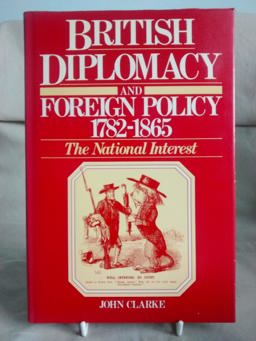 BRITISH
DIPLOMACY
AND
FOREIGN POLICY
1782-1865
The National Interest
JOHN CLARKE